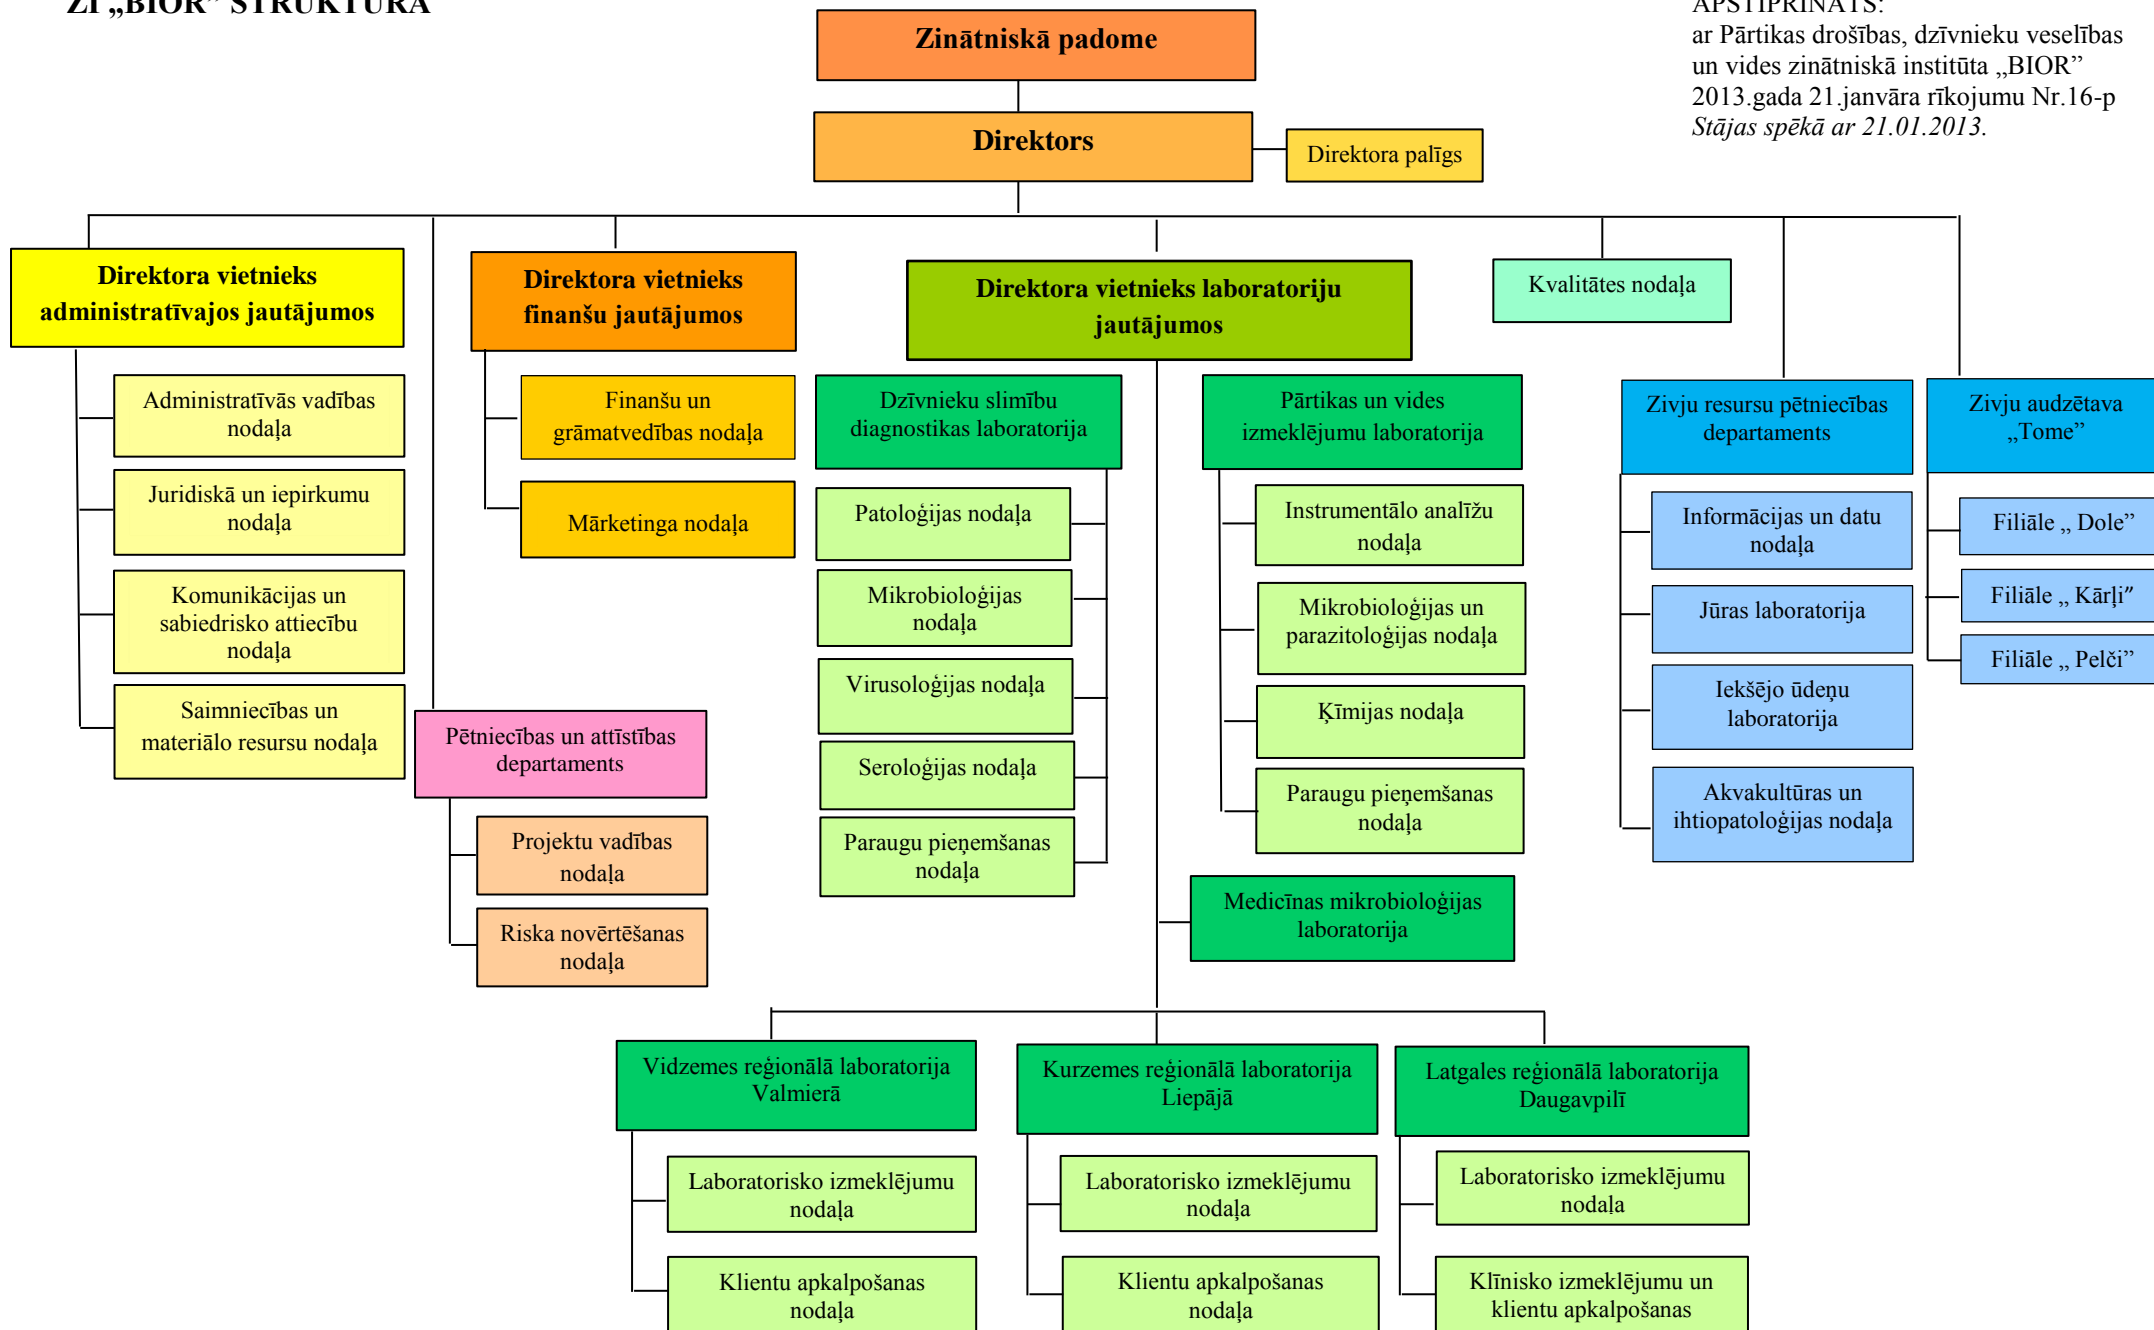 ZI „BIOR” STRUKTŪRA
APSTIPRINĀTS:
ar Pārtikas drošības, dzīvnieku veselības
un vides zinātniskā institūta „BIOR”
2013.gada 21.janvāra rīkojumu Nr.16-p
Stājas spēkā ar 21.01.2013.
Zinātniskā padome
Direktors
Direktora palīgs
Direktora vietnieks
administratīvajos jautājumos
Administratīvās vadības
nodaļa
Juridiskā un iepirkumu
nodaļa
Komunikācijas un
sabiedrisko attiecību
nodaļa
Saimniecības un
materiālo resursu nodaļa
Pētniecības un attīstības
departaments
Projektu vadības
nodaļa
Riska novērtēšanas
nodaļa
Direktora vietnieks
finanšu jautājumos
Finanšu un
grāmatvedības nodaļa
Mārketinga nodaļa
Direktora vietnieks laboratoriju
jautājumos
Dzīvnieku slimību
diagnostikas laboratorija
Patoloģijas nodaļa
Mikrobioloģijas
nodaļa
Virusoloģijas nodaļa
Seroloģijas nodaļa
Paraugu pieņemšanas
nodaļa
Pārtikas un vides
izmeklējumu laboratorija
Instrumentālo analīžu
nodaļa
Mikrobioloģijas un
parazitoloģijas nodaļa
Ķīmijas nodaļa
Paraugu pieņemšanas
nodaļa
Medicīnas mikrobioloģijas
laboratorija
Vidzemes reģionālā laboratorija
Valmierā
Laboratorisko izmeklējumu
nodaļa
Klientu apkalpošanas
nodaļa
Kurzemes reģionālā laboratorija
Liepājā
Laboratorisko izmeklējumu
nodaļa
Klientu apkalpošanas
nodaļa
Latgales reģionālā laboratorija
Daugavpilī
Laboratorisko izmeklējumu
nodaļa
Klīnisko izmeklējumu un
klientu apkalpošanas
Kvalitātes nodaļa
Zivju resursu pētniecības
departaments
Informācijas un datu
nodaļa
Jūras laboratorija
Iekšējo ūdeņu
laboratorija
Akvakultūras un
ihtiopatoloģijas nodaļa
Zivju audzētava
„Tome”
Filiāle „ Dole”
Filiāle „ Kārļi”
Filiāle „ Pelči”